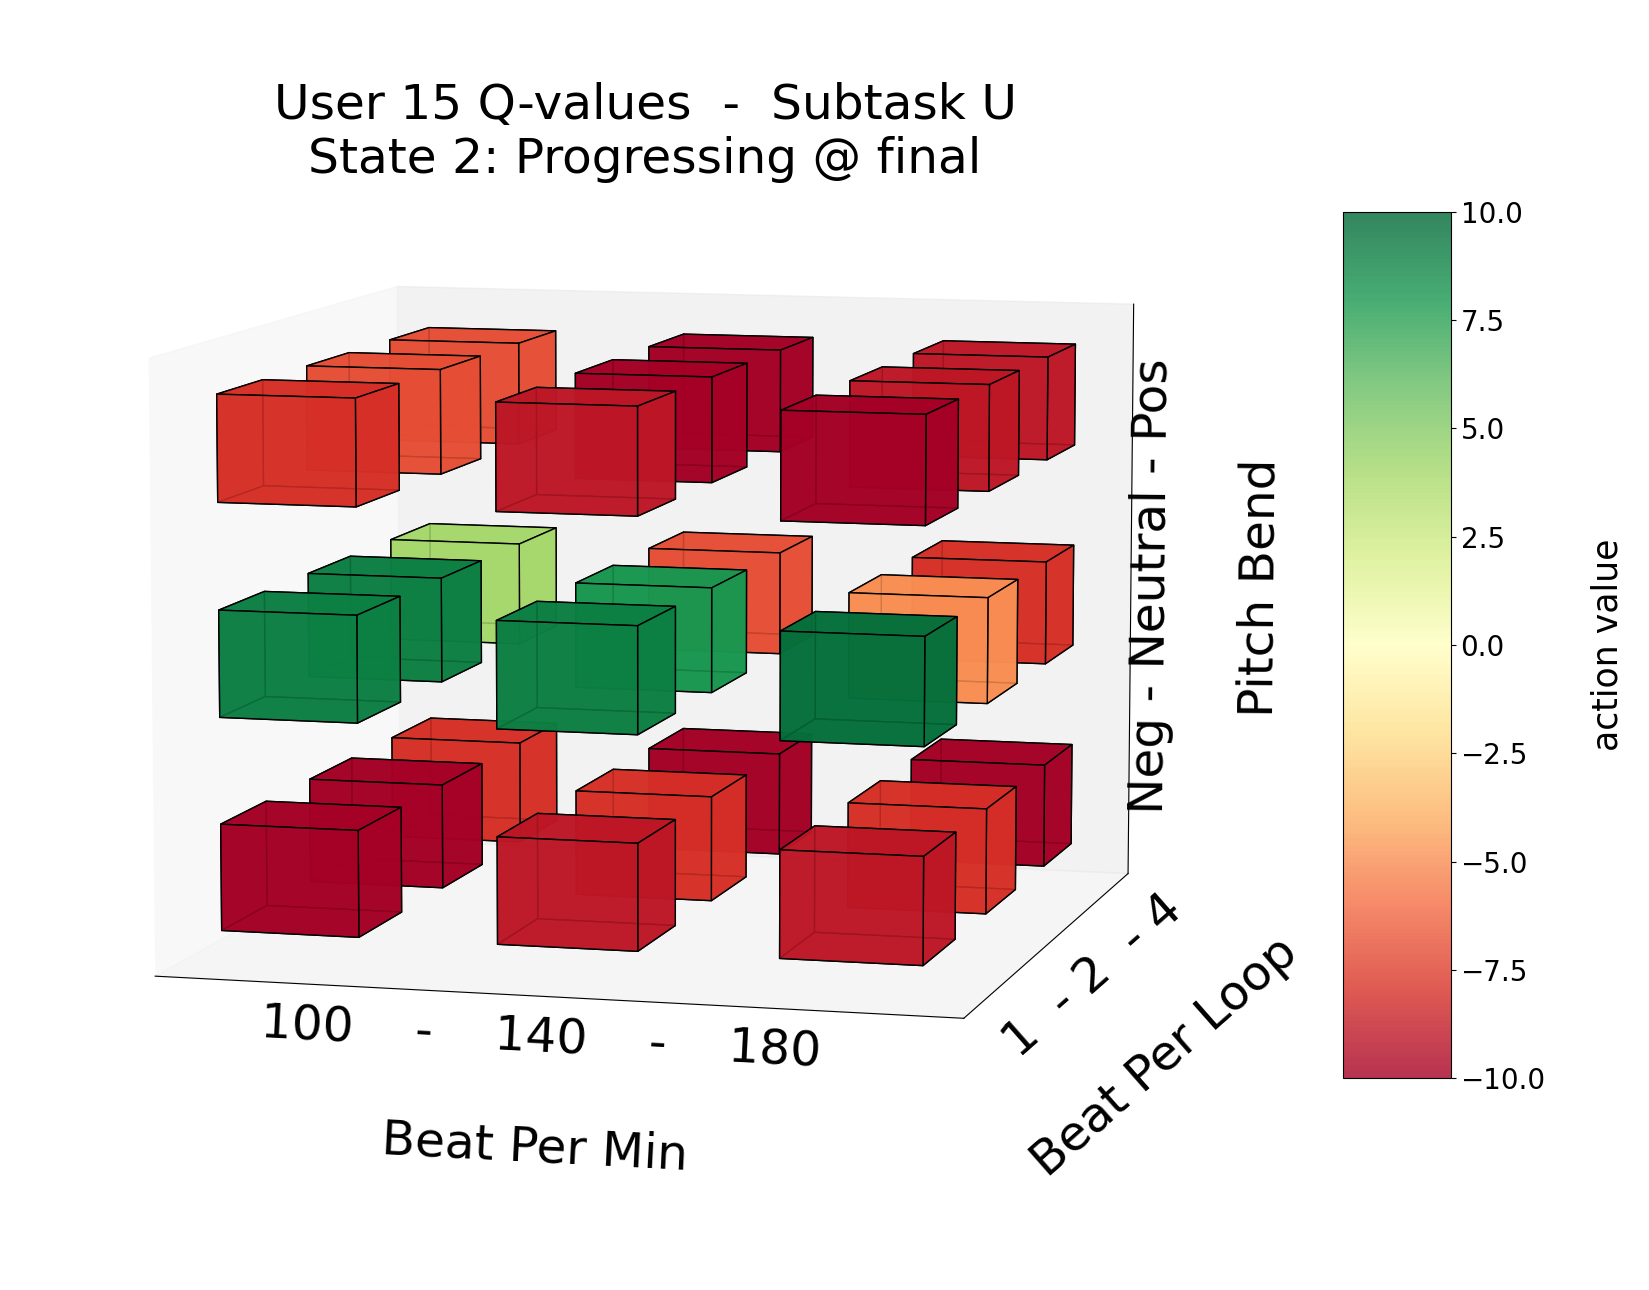 User 15 Q-values  -  Subtask U
State 2: Progressing @ final
Neg - Neutral - Pos
Pitch Bend
100    -    140    -    180
Beat Per Min
1  - 2  - 4
Beat Per Loop
10.0
7.5
5.0
2.5
0.0
−2.5
−5.0
−7.5
−10.0
action value